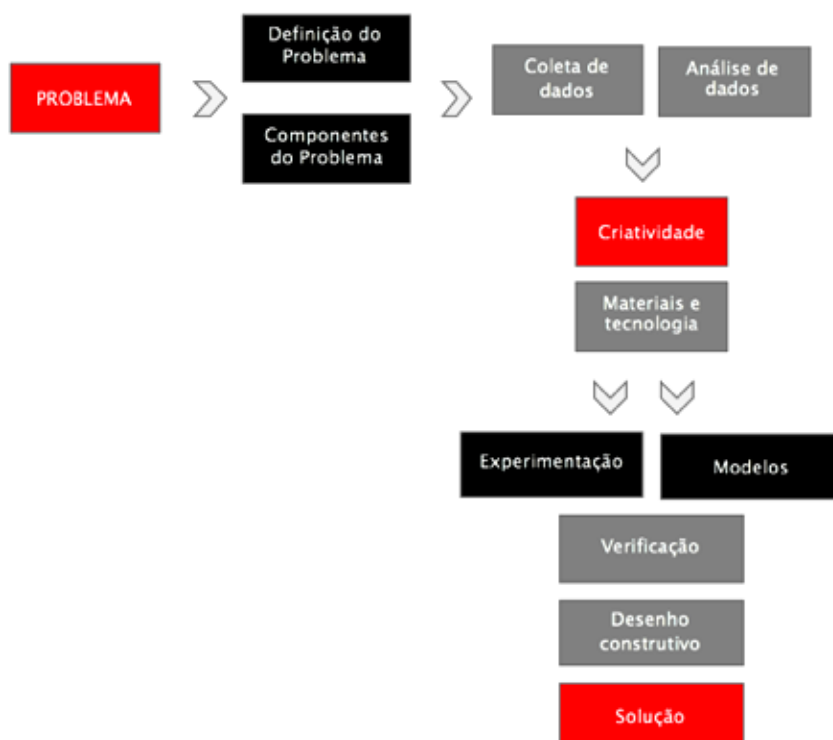 PROBLEMA
Definição do
Problema
Componentes
do Problema
Coleta de
dados
Análise de
dados
Criatividade
Materiais e
tecnologia
Experimentação
Modelos
Verificação
Desenho
construtivo
Solução